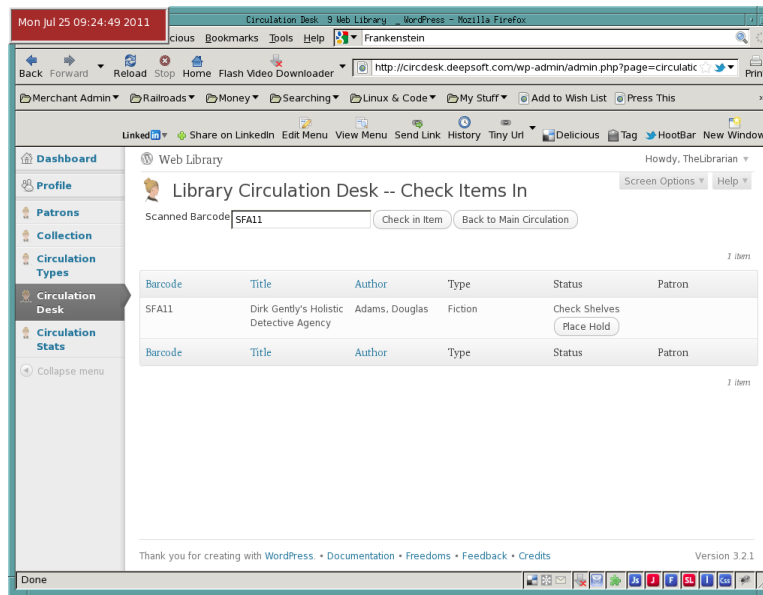 Mon Jul 25 09:24:49 2011
Circulation Desk 9 Web Library _ WordPress - Mozilla Firefox
cious Bookmarks Tools Help Frankenstein
Back Forward Reload Stop Home Flash Video Downloader http://circdesk.deepsoft.com/wp-admin/admin.php?page=circulatic Prin
Merchant Admin Railroads Money Searching Linux & Code My Stuff Add to Wish List Press This »
LinkedIn Share on LinkedIn Edit Menu View Menu Send Link History Tiny Url Delicious Tag HootBar New Window
Dashboard
Profile
Patrons
Collection
Circulation
Types
Circulation
Desk
Circulation
Stats
Collapse menu
Web Library Howdy, TheLibrarian
Screen Options Help
Library Circulation Desk -- Check Items In
Scanned Barcode SFA11 Check in Item Back to Main Circulation
1 item
Barcode Title Author Type Status Patron
SFA11 Dirk Gently's Holistic Adams, Douglas Fiction Check Shelves
Detective Agency Place Hold
Barcode Title Author Type Status Patron
1 item
Thank you for creating with WordPress. • Documentation • Freedoms • Feedback • Credits Version 3.2.1
Done Js J F SL I Css